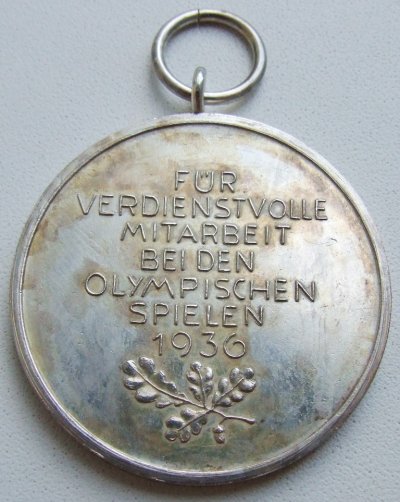 FÜR
VERDIENSTVOLLE
MITARBEIT
BEI DEN
OLYMPISCHEN
SPIELEN
1936